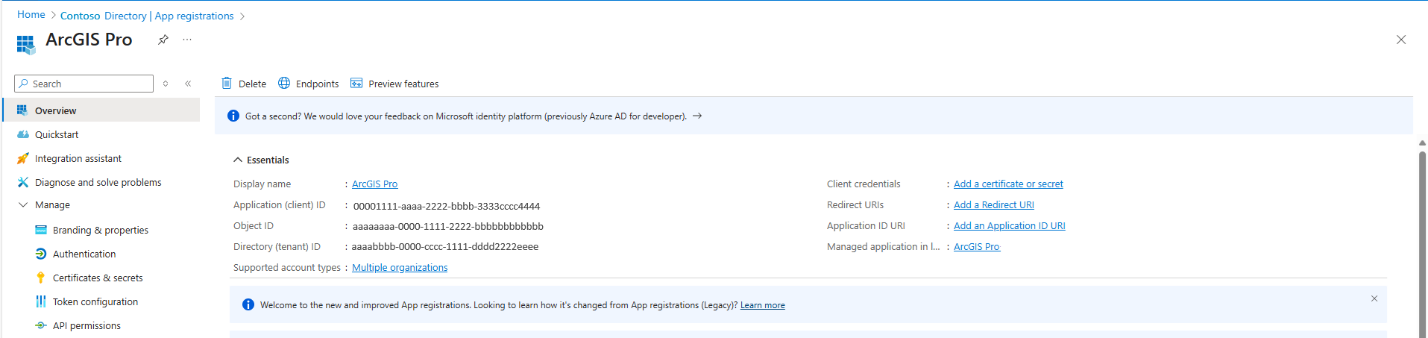 Home > Contoso Directory | App registrations >
ArcGIS Pro
...
Search
Overview
Quickstart
Integration assistant
Diagnose and solve problems
Manage
Branding & properties
Authentication
Certificates & secrets
Token configuration
API permissions
Delete Endpoints Preview features
Got a second? We would love your feedback on Microsoft identity platform (previously Azure AD for developer). →
Essentials
Display name : ArcGIS Pro
Application (client) ID : 00001111-aaaa-2222-bbbb-3333cccc4444
Object ID : aaaaaaaa-0000-1111-2222-bbbbbbbbbbbb
Directory (tenant) ID : aaaabbbb-0000-cccc-1111-dddd2222eeee
Supported account types : Multiple organizations
Client credentials : Add a certificate or secret
Redirect URIs : Add a Redirect URI
Application ID URI : Add an Application ID URI
Managed application in l... : ArcGIS Pro
Welcome to the new and improved App registrations. Looking to learn how it's changed from App registrations (Legacy)? Learn more